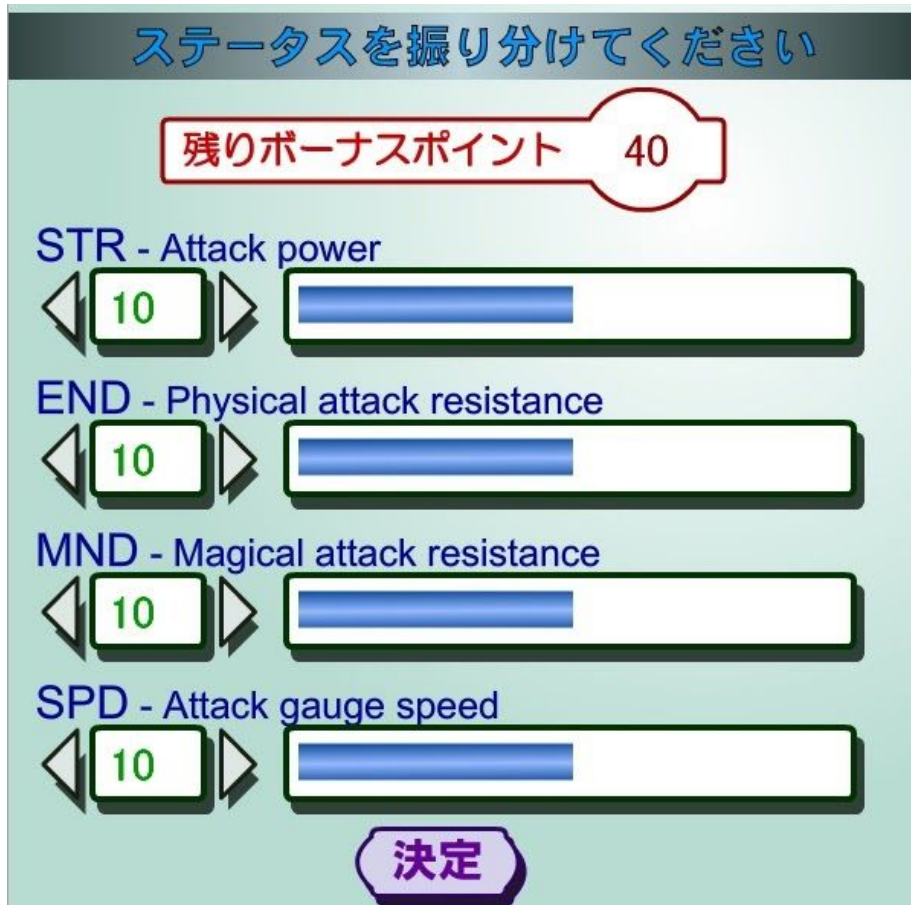 ステータスを振り分けてください
残りボーナスポイント 40
STR - Attack power
10
END - Physical attack resistance
10
MND - Magical attack resistance
10
SPD - Attack gauge speed
10
決定